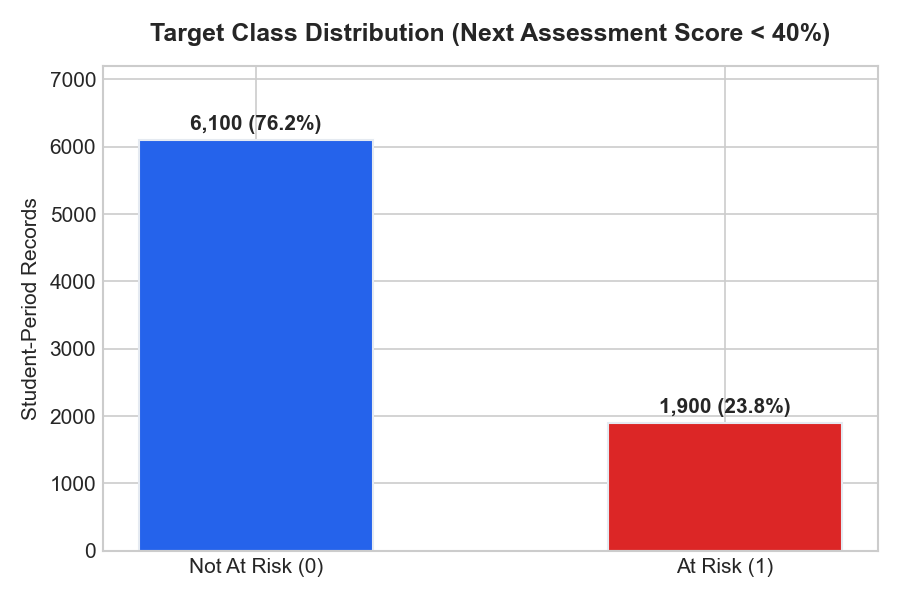 Target Class Distribution (Next Assessment Score < 40%)
Student-Period Records
7000
6000
5000
4000
3000
2000
1000
0
6,100 (76.2%)
1,900 (23.8%)
Not At Risk (0)
At Risk (1)